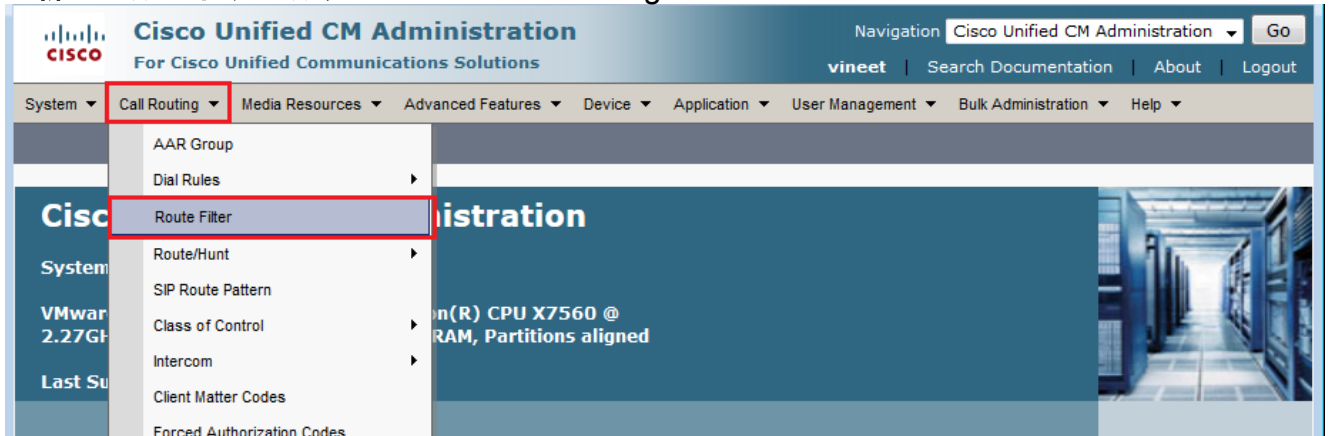 Cisco Unified CM Administration
Navigation Cisco Unified CM Administration Go
CISCO
For Cisco Unified Communications Solutions
vineet | Search Documentation | About | Logout
System Call Routing Media Resources Advanced Features Device Application User Management Bulk Administration Help
AAR Group
Dial Rules
Route Filter
Cisc istration
Route/Hunt
System
SIP Route Pattern
VMwar n(R) CPU X7560 @
Class of Control
2.27GH RAM, Partitions aligned
Intercom
Last Su
Client Matter Codes
Forced Authorization Codes